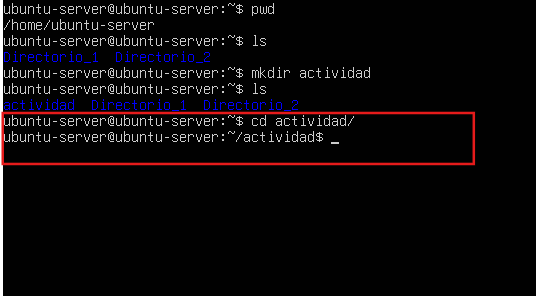 ubuntu-server@ubuntu-server:~$ pwd
/home/ubuntu-server
ubuntu-server@ubuntu-server:~$ ls
Directorio_1  Directorio_3
ubuntu-server@ubuntu-server:~$ mkdir actividad
ubuntu-server@ubuntu-server:~$ ls
actividad  Directorio_1  Directorio_3
ubuntu-server@ubuntu-server:~$ cd actividad/
ubuntu-server@ubuntu-server:~/actividad$ _